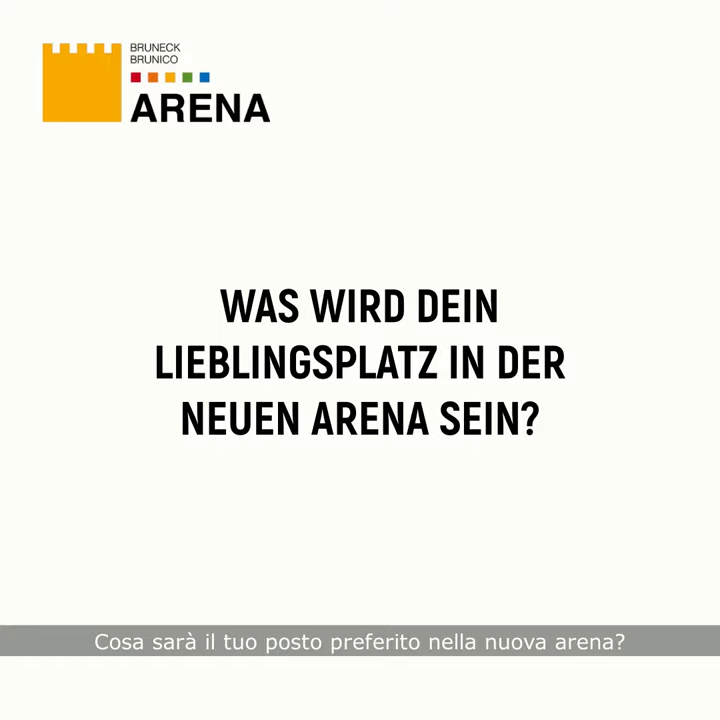 BRUNECK
BRUNICO
ARENA
WAS WIRD DEIN
LIEBLINGSPLATZ IN DER
NEUEN ARENA SEIN?
Cosa sarà il tuo posto preferito nella nuova arena?